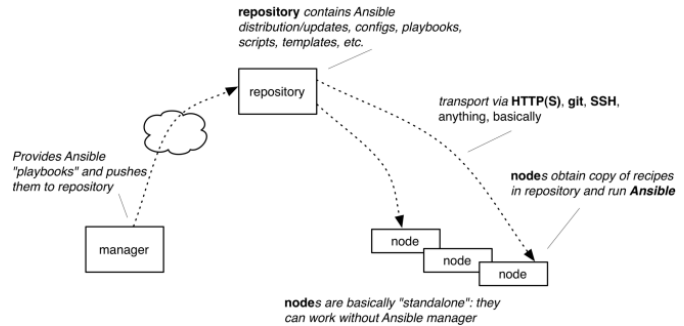 repository contains Ansible
distribution/updates, configs, playbooks,
scripts, templates, etc.
repository
transport via HTTP(S), git, SSH,
anything, basically
Provides Ansible
"playbooks" and pushes
them to repository
nodes obtain copy of recipes
in repository and run Ansible
manager
node
node
node
nodes are basically "standalone": they
can work without Ansible manager